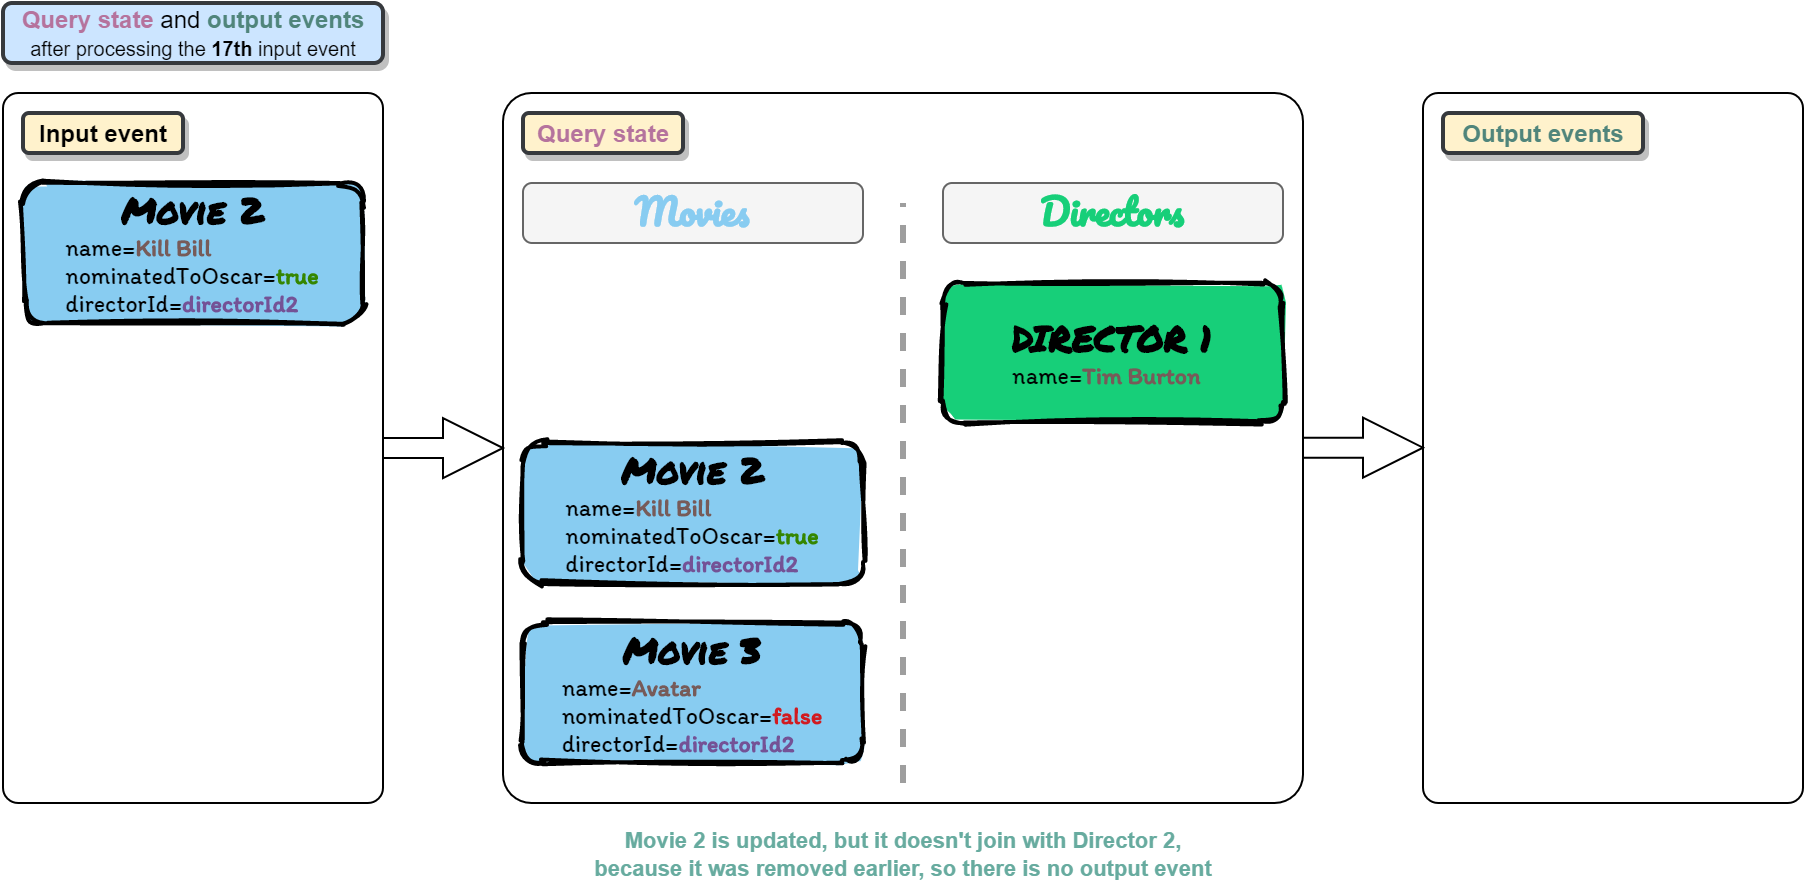 Query state and output events
after processing the 17th input event
Input event
Movie 2
name=Kill Bill
nominatedToOscar=true
directorId=directorId2
Query state
Movies
Directors
DIRECTOR 1
name=Tim Burton
Movie 2
name=Kill Bill
nominatedToOscar=true
directorId=directorId2
Movie 3
name=Avatar
nominatedToOscar=false
directorId=directorId2
Output events
Movie 2 is updated, but it doesn't join with Director 2,
because it was removed earlier, so there is no output event